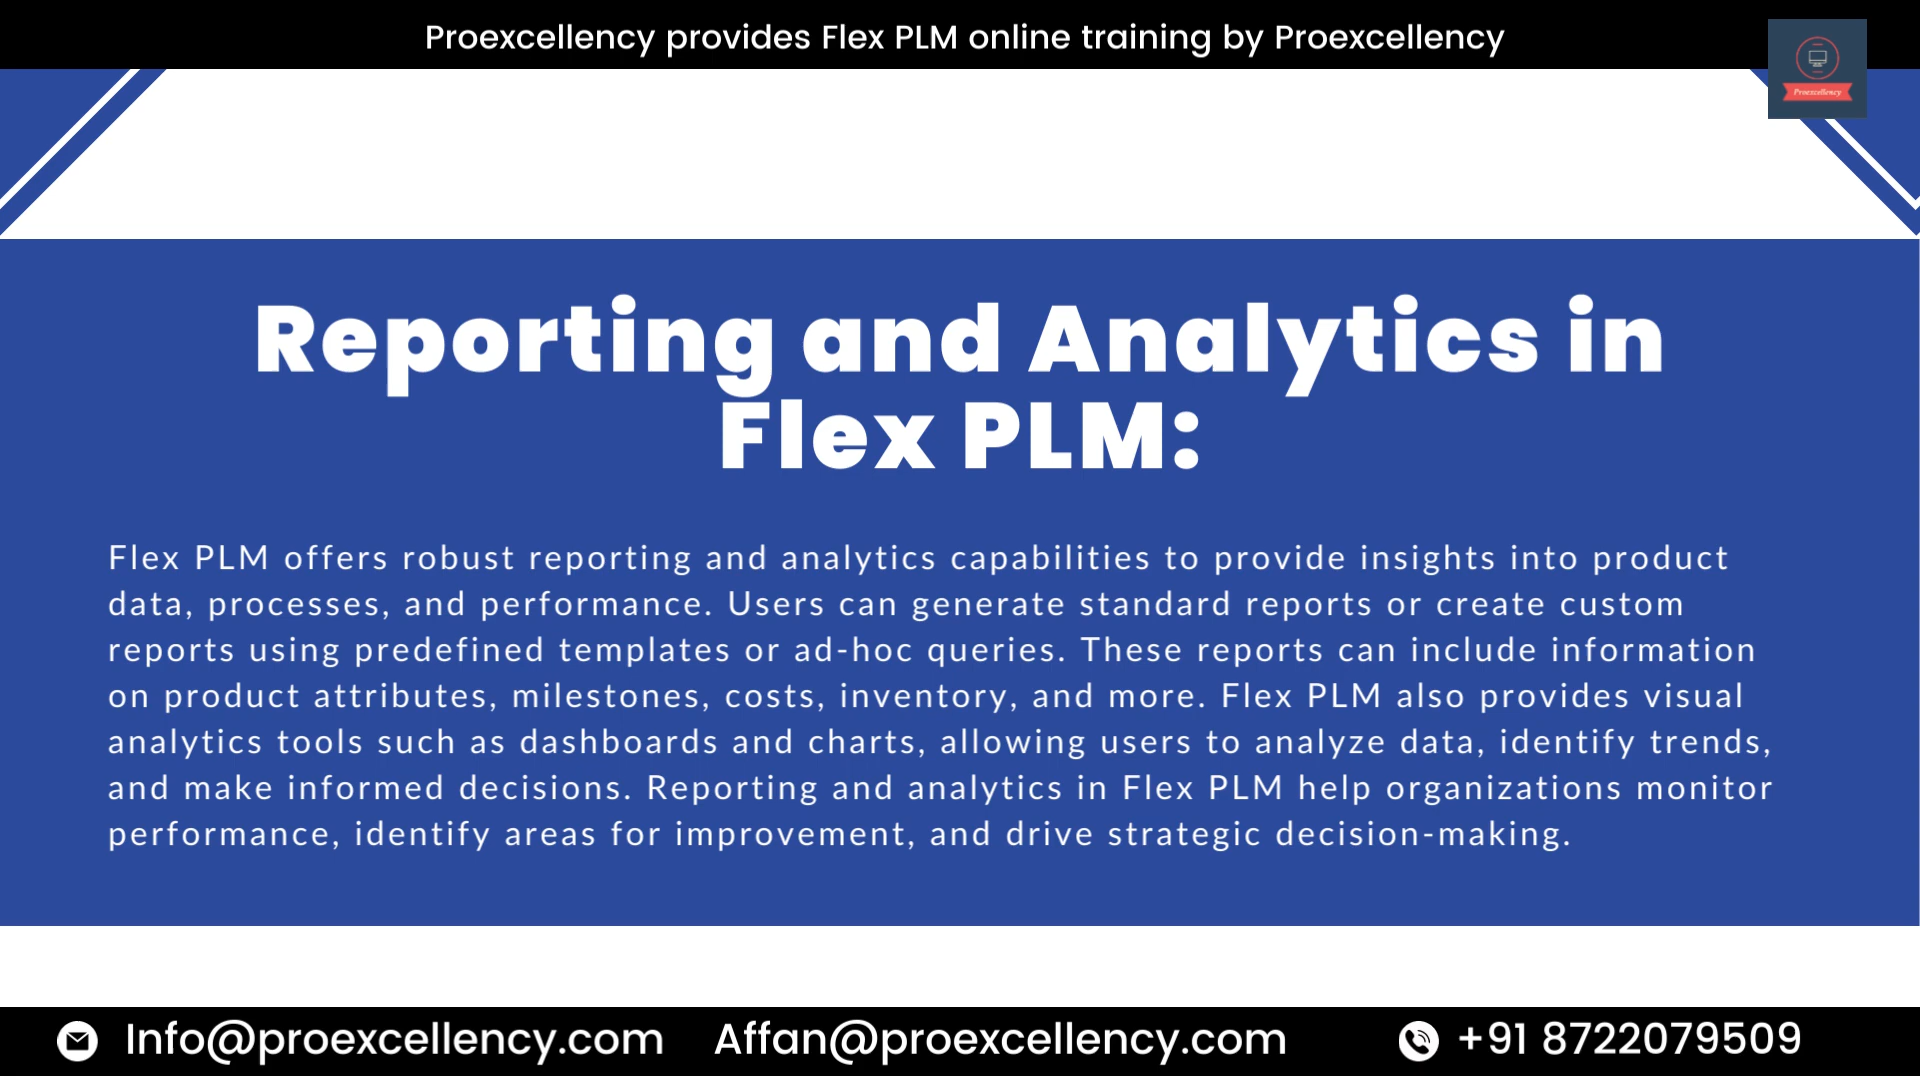 Proexcellency provides Flex PLM online training by Proexcellency
Proexcellency
Reporting and Analytics in
Flex PLM:
Flex PLM offers robust reporting and analytics capabilities to provide insights into product
data, processes, and performance. Users can generate standard reports or create custom
reports using predefined templates or ad-hoc queries. These reports can include information
on product attributes, milestones, costs, inventory, and more. Flex PLM also provides visual
analytics tools such as dashboards and charts, allowing users to analyze data, identify trends,
and make informed decisions. Reporting and analytics in Flex PLM help organizations monitor
performance, identify areas for improvement, and drive strategic decision-making.
Info@proexcellency.com Affan@proexcellency.com +91 8722079509